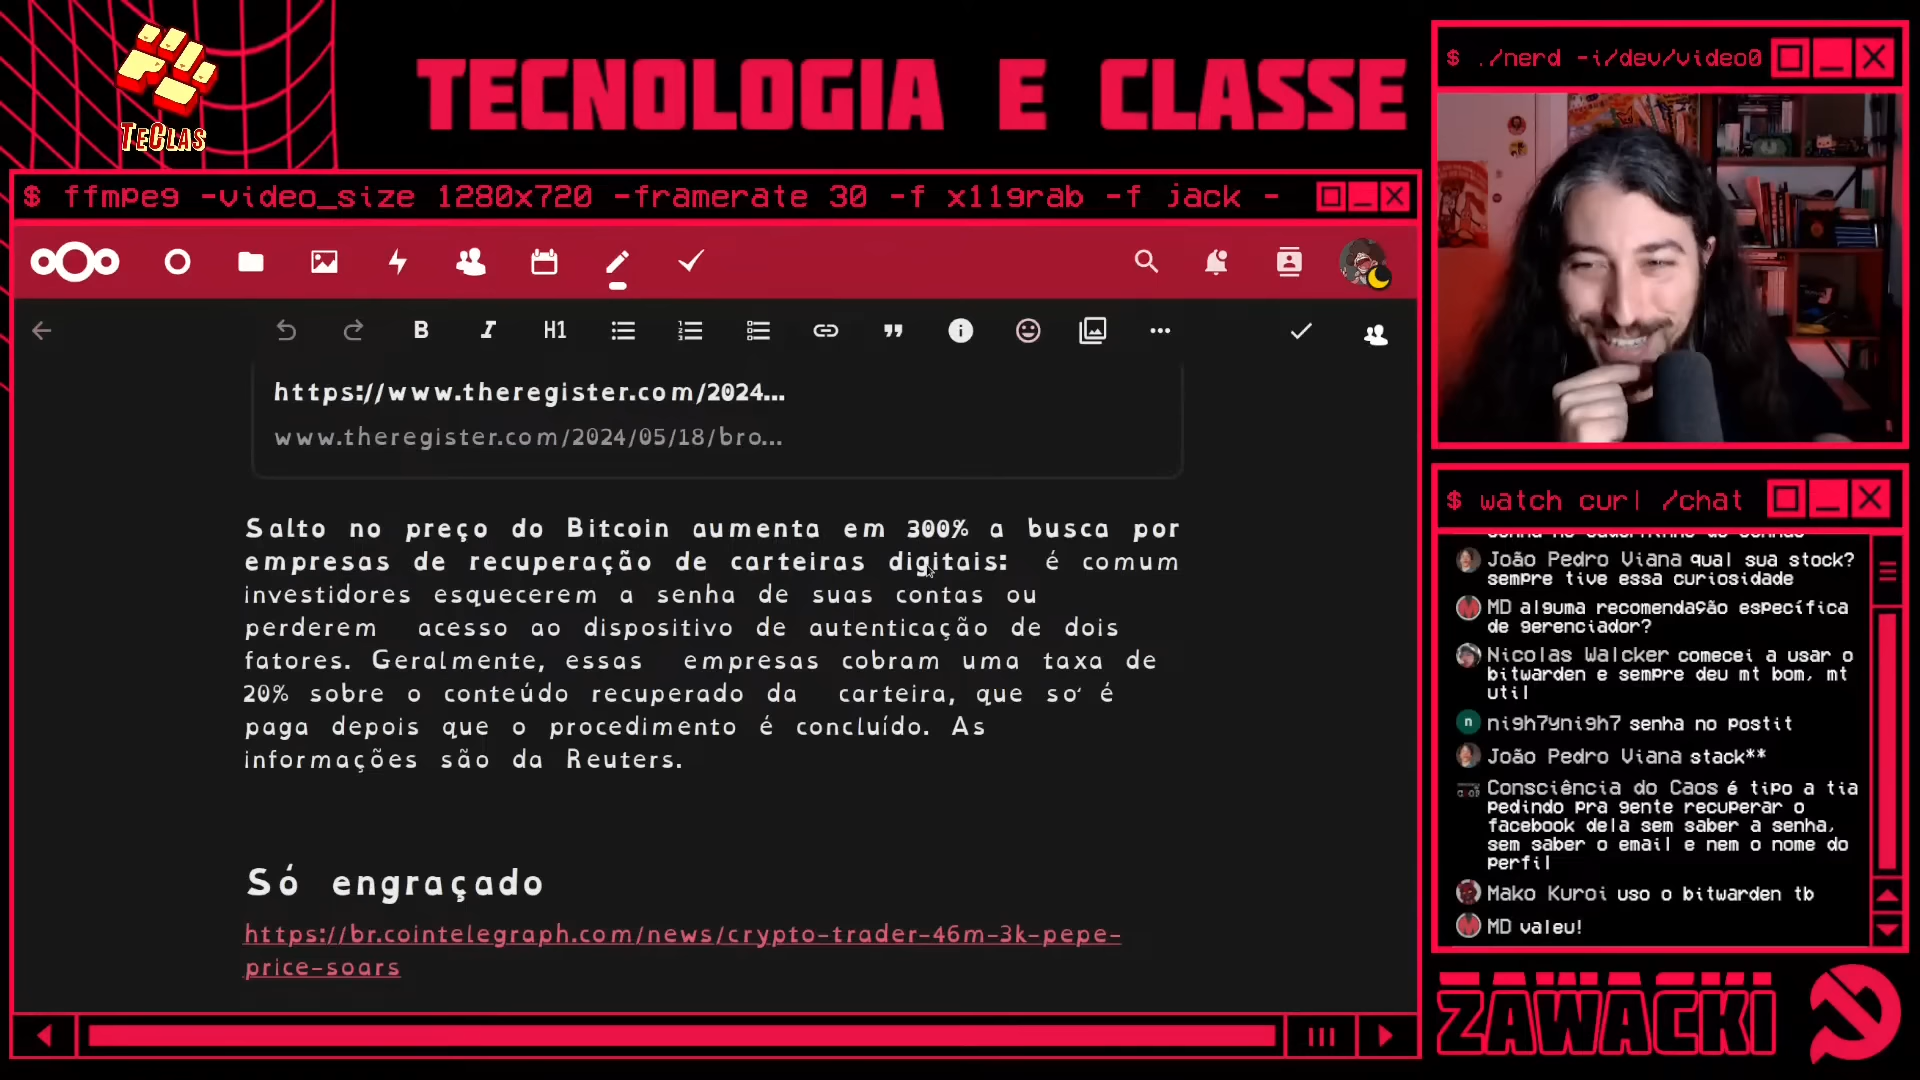 TECLAS
TECNOLOGIA E CLASSE
$ ffmpeg -video_size 1280x720 -framerate 30 -f x11grab -f jack -
https://www.theregister.com/2024...
www.theregister.com/2024/05/18/bro...
Salto no preço do Bitcoin aumenta em 300% a busca por
empresas de recuperação de carteiras digitais: é comum
investidores esquecerem a senha de suas contas ou
perderem acesso ao dispositivo de autenticação de dois
fatores. Geralmente, essas empresas cobram uma taxa de
20% sobre o conteúdo recuperado da carteira, que só é
paga depois que o procedimento é concluído. As
informações são da Reuters.
Só engraçado
https://br.cointelegraph.com/news/crypto-trader-46m-3k-pepe-
price-soars
$ ./nerd -i/dev/video0
$ watch curl /chat
João Pedro Viana qual sua stock?
sempre tive essa curiosidade
MD alguma recomendação específica
de gerenciador?
Nicolas Walcker comecei a usar o
bitwarden e sempre deu mt bom, mt
util
n nigh7ynigh7 senha no postit
João Pedro Viana stack**
Consciência do Caos é tipo a tia
pedindo pra gente recuperar o
facebook dela sem saber a senha,
sem saber o email e nem o nome do
perfil
Mako Kuroi uso o bitwarden tb
MD valeu!
ZAWACKI